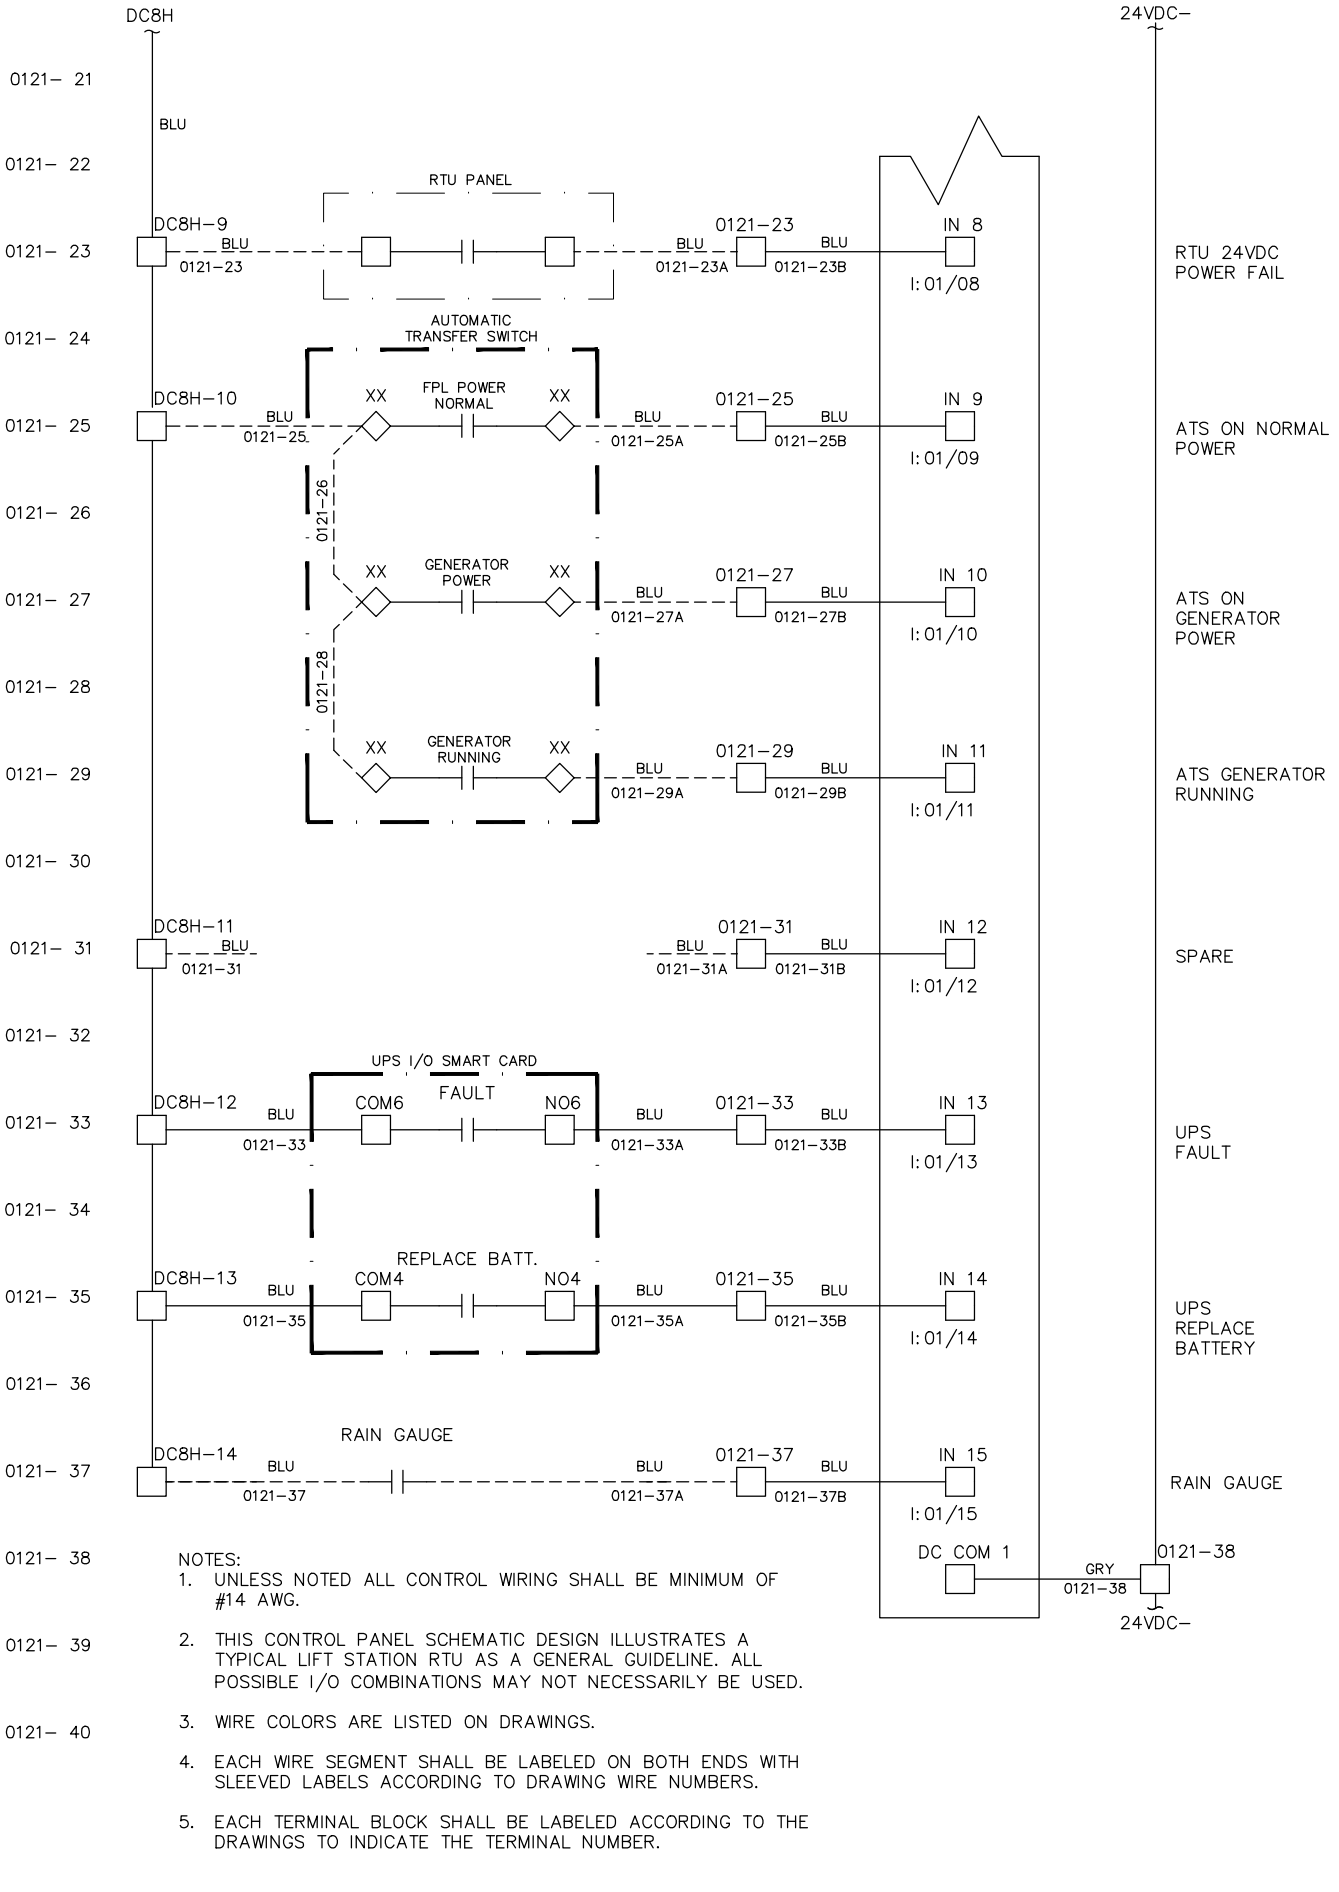 DC8H
24VDC-
0121- 21
BLU
0121- 22
RTU PANEL
DC8H-9
0121-23
IN 8
0121- 23
BLU
BLU
BLU
0121-23
0121-23A
0121-23B
I:01/08
RTU 24VDC
POWER FAIL
0121- 24
AUTOMATIC
TRANSFER SWITCH
DC8H-10
XX
FPL POWER
NORMAL
XX
0121-25
IN 9
0121- 25
BLU
BLU
BLU
0121-25
0121-25A
0121-25B
I:01/09
ATS ON NORMAL
POWER
0121-26
0121- 26
XX
GENERATOR
POWER
XX
0121-27
IN 10
0121- 27
BLU
BLU
0121-27A
0121-27B
I:01/10
ATS ON
GENERATOR
POWER
0121-28
0121- 28
XX
GENERATOR
RUNNING
XX
0121-29
IN 11
0121- 29
BLU
BLU
0121-29A
0121-29B
I:01/11
ATS GENERATOR
RUNNING
0121- 30
DC8H-11
0121-31
IN 12
0121- 31
BLU
BLU
BLU
0121-31
0121-31A
0121-31B
I:01/12
SPARE
0121- 32
UPS I/O SMART CARD
DC8H-12
COM6
FAULT
NO6
0121-33
IN 13
0121- 33
BLU
BLU
BLU
0121-33
0121-33A
0121-33B
I:01/13
UPS
FAULT
0121- 34
REPLACE BATT.
DC8H-13
COM4
NO4
0121-35
IN 14
0121- 35
BLU
BLU
BLU
0121-35
0121-35A
0121-35B
I:01/14
UPS
REPLACE
BATTERY
0121- 36
RAIN GAUGE
DC8H-14
0121-37
IN 15
0121- 37
BLU
BLU
BLU
0121-37
0121-37A
0121-37B
I:01/15
RAIN GAUGE
0121- 38
DC COM 1
GRY
0121-38
0121-38
24VDC-
NOTES:
1. UNLESS NOTED ALL CONTROL WIRING SHALL BE MINIMUM OF
#14 AWG.
0121- 39
2. THIS CONTROL PANEL SCHEMATIC DESIGN ILLUSTRATES A
TYPICAL LIFT STATION RTU AS A GENERAL GUIDELINE. ALL
POSSIBLE I/O COMBINATIONS MAY NOT NECESSARILY BE USED.
0121- 40
3. WIRE COLORS ARE LISTED ON DRAWINGS.
4. EACH WIRE SEGMENT SHALL BE LABELED ON BOTH ENDS WITH
SLEEVED LABELS ACCORDING TO DRAWING WIRE NUMBERS.
5. EACH TERMINAL BLOCK SHALL BE LABELED ACCORDING TO THE
DRAWINGS TO INDICATE THE TERMINAL NUMBER.